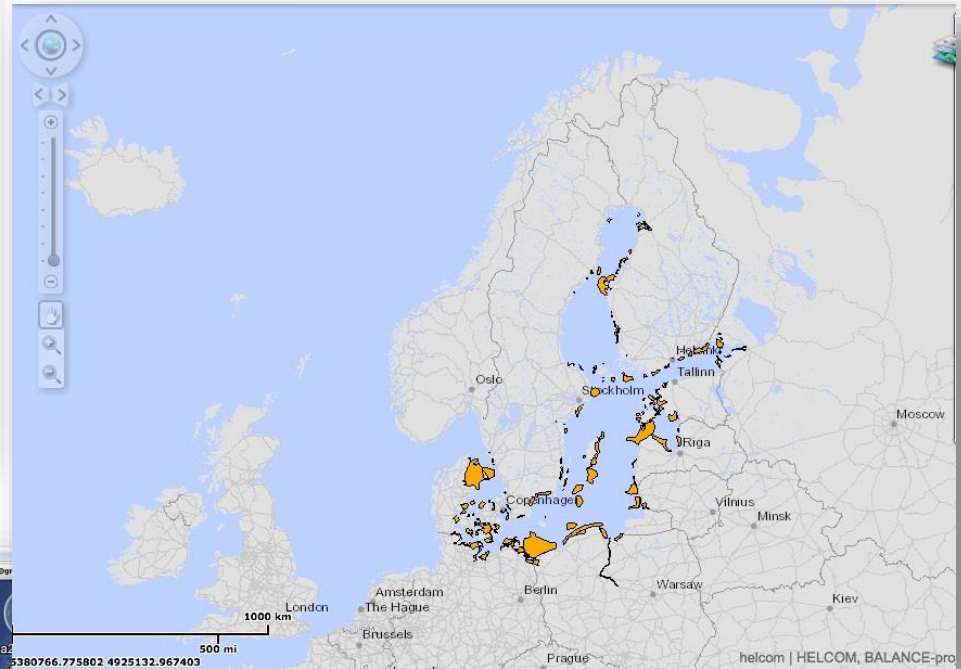 Oslo
Helsinki
Tallinn
Stockholm
Moscow
Riga
Copenhagen
Vilnius
Minsk
Berlin
Warsaw
Kiev
Amsterdam
The Hague
London
Brussels
Prague
1000 km
500 mi
5380766.775802 4925132.967403
helcom | HELCOM, BALANCE-pro